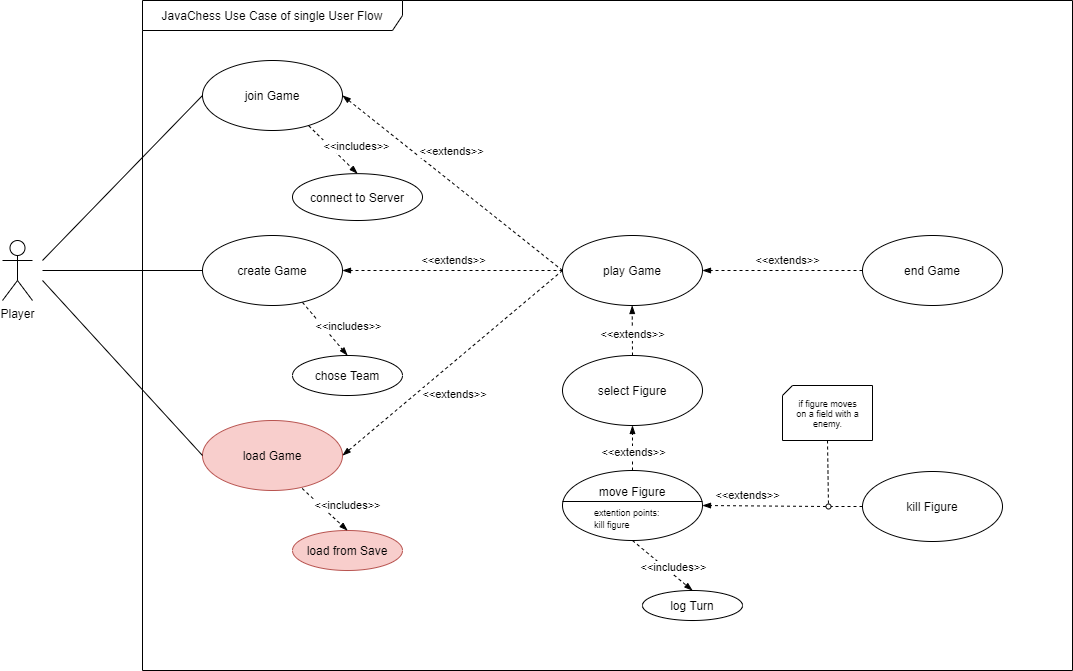 JavaChess Use Case of single User Flow
join Game
<<includes>>
<<extends>>
connect to Server
Player
create Game
<<extends>>
play Game
<<extends>>
end Game
<<includes>>
<<extends>>
chose Team
select Figure
<<extends>>
if figure moves
on a field with a
enemy.
load Game
<<extends>>
move Figure
<<extends>>
kill Figure
extention points:
kill figure
<<includes>>
load from Save
<<includes>>
log Turn